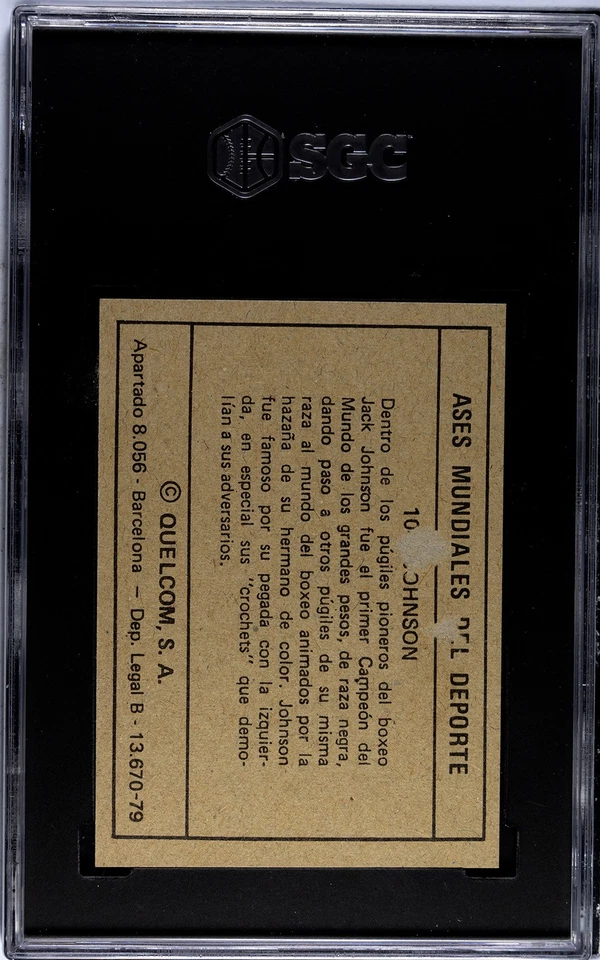 SGC
ASES MUNDIALES DEL DEPORTE
10 JOHNSON
Dentro de los púgiles pioneros del boxeo
Jack Johnson fue el primer Campeón del
Mundo de los grandes pesos, de raza negra,
dando paso a otros púgiles de su misma
raza al mundo del boxeo animados por la
hazaña de su hermano de color. Johnson
fue famoso por su pegada con la izquier-
da, en especial sus "crochets" que demo-
lían a sus adversarios.
© QUELCOM, S. A.
Apartado 8.056 - Barcelona – Dep. Legal B - 13.670-79